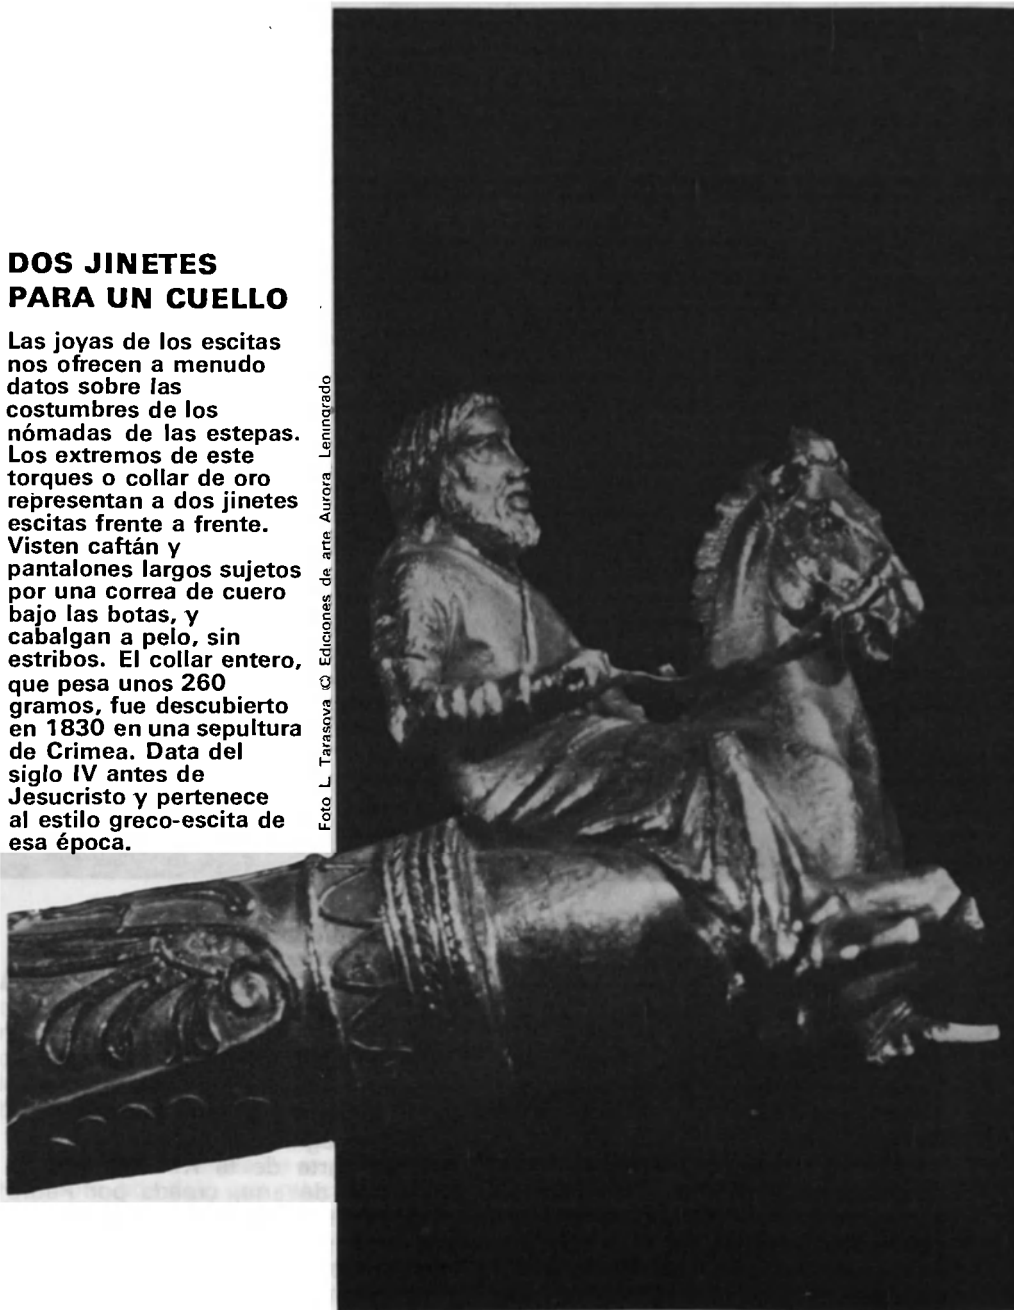 DOS JINETES
PARA UN CUELLO
Las joyas de los escitas
nos ofrecen a menudo
datos sobre las
costumbres de los
nómadas de las estepas.
Los extremos de este
torques o collar de oro
representan a dos jinetes
escitas frente a frente.
Visten caftán y
pantalones largos sujetos
por una correa de cuero
bajo las botas, y
cabalgan a pelo, sin
estribos. El collar entero,
que pesa unos 260
gramos, fue descubierto
en 1830 en una sepultura
de Crimea. Data del
siglo IV antes de
Jesucristo y pertenece
al estilo greco-escita de
esa época.
Foto L. Tarasova © Ediciones de arte Aurora Leningrado